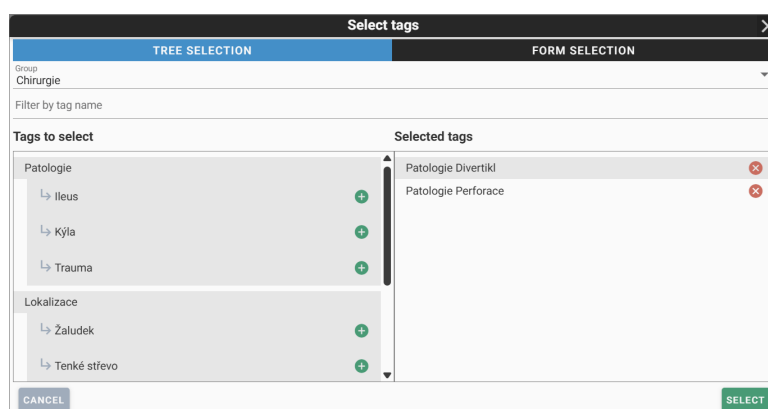 Select tags
TREE SELECTION
FORM SELECTION
Group
Chirurgie
Filter by tag name
Tags to select
Selected tags
Patologie
Ileus
Kýla
Trauma
Lokalizace
Žaludek
Tenké střevo
Patologie Divertikl
Patologie Perforace
CANCEL
SELECT